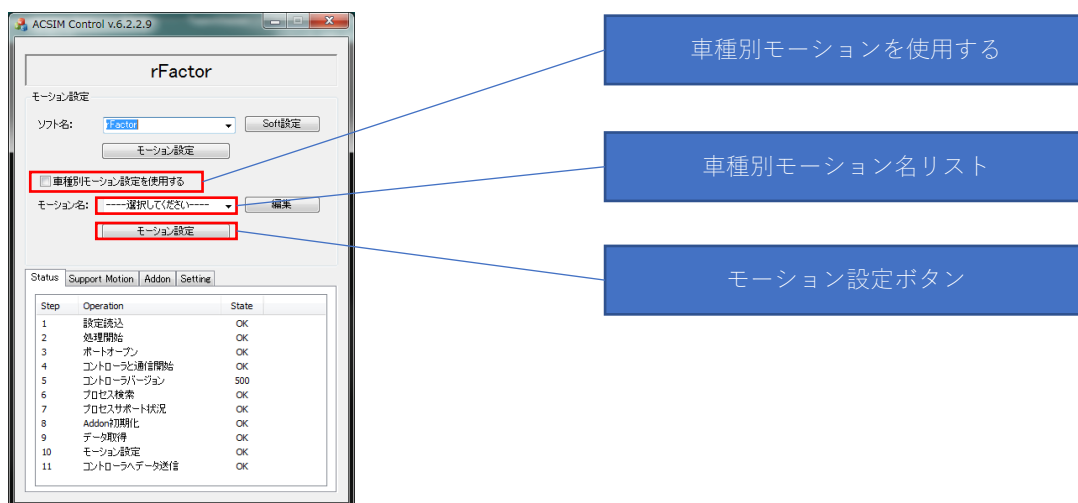 ACSIM Control v.6.2.2.9
rFactor
モーション設定
ソフト名: rFactor Soft設定
モーション設定
車種別モーション設定を使用する
モーション名: ----選択してください---- 編集
モーション設定
Status Support Motion Addon Setting
Step Operation State
1 設定読込 OK
2 処理開始 OK
3 ポートオープン OK
4 コントローラと通信開始 OK
5 コントローラバージョン 500
6 プロセス検索 OK
7 プロセスサポート状況 OK
8 Addon初期化 OK
9 データ取得 OK
10 モーション設定 OK
11 コントローラへデータ送信 OK
車種別モーションを使用する
車種別モーション名リスト
モーション設定ボタン